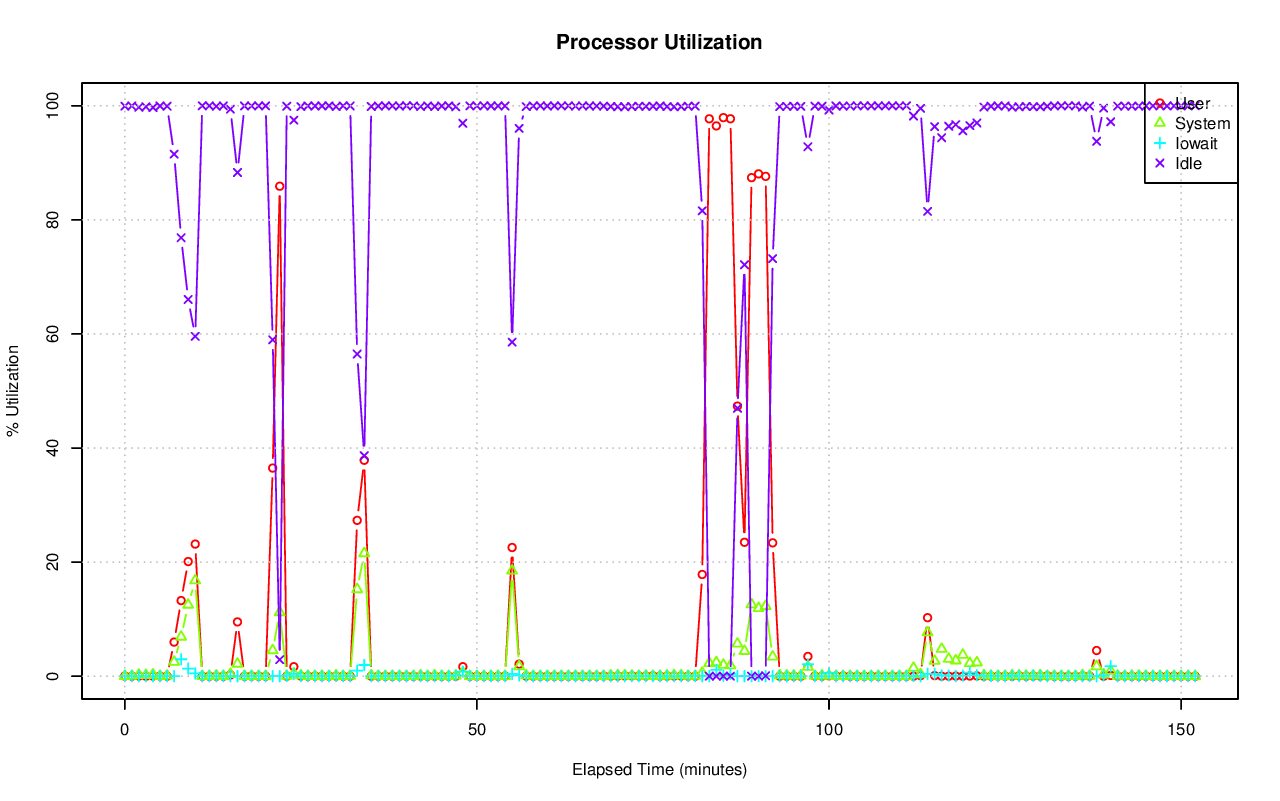 Processor Utilization
100
80
60
40
20
0
% Utilization
User
System
Iowait
Idle
0 50 100 150
Elapsed Time (minutes)